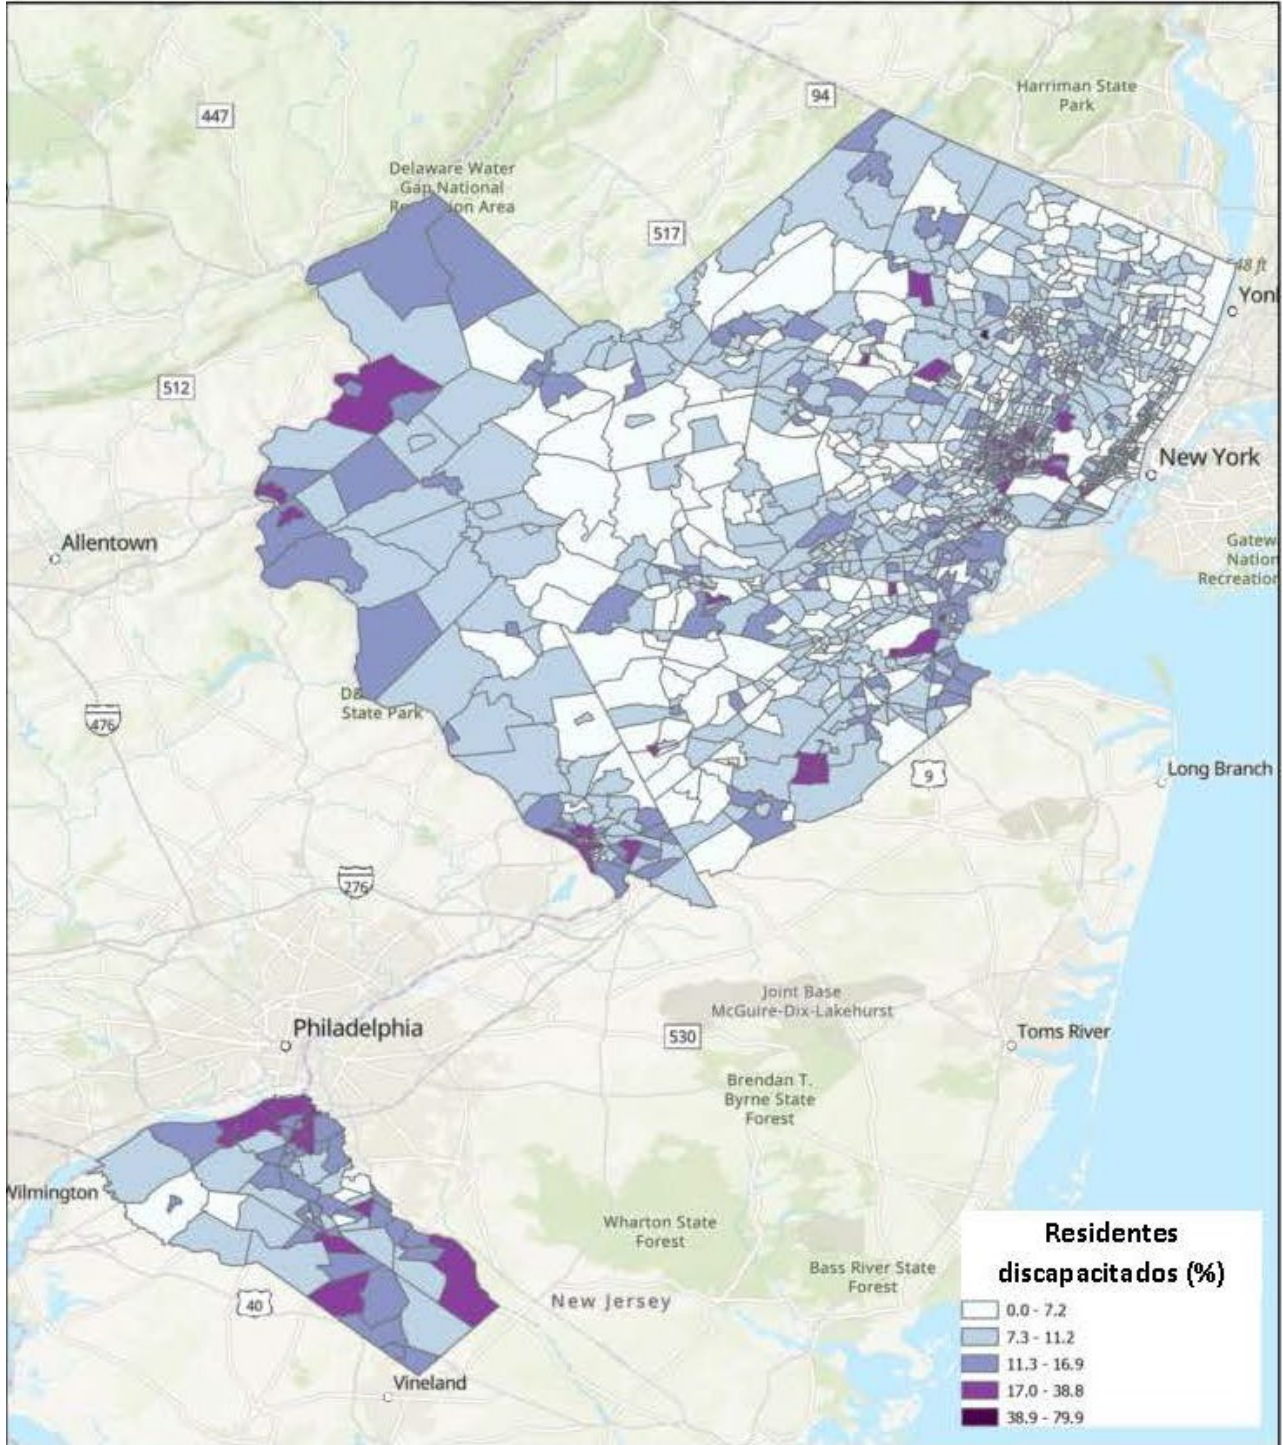 94
Harriman State
Park
447
Delaware Water
Gap National
Area
517
48 ft
512
New York
Allentown
Gatew
Nation
Recreation
State Park
476
9
Long Branch
276
Joint Base
McGuire-Dix-Lakehurst
Philadelphia
530
Toms River
Brendan T.
Byrne State
Forest
Wilmington
Wharton State
Forest
Bass River State
Forest
40
New Jersey
Vineland
Residentes
discapacitados (%)
0.0 - 7.2
7.3 - 11.2
11.3 - 16.9
17.0 - 38.8
38.9 - 79.9